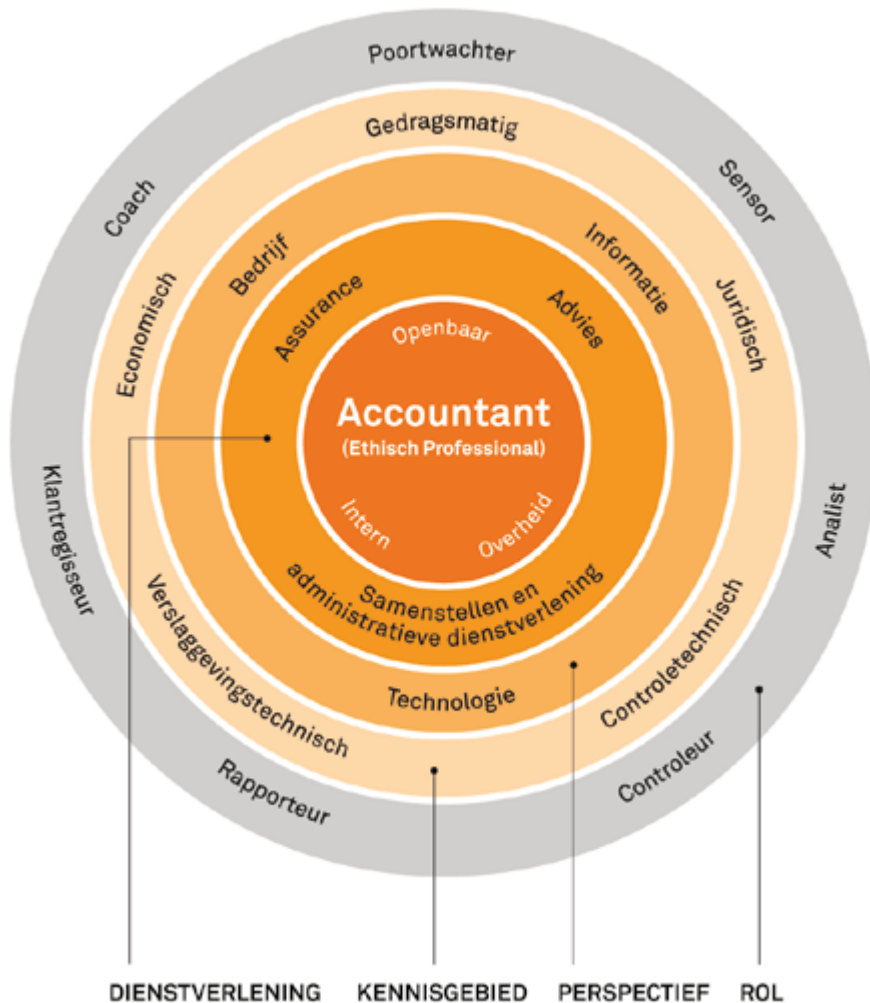 Poortwachter
Gedragsmatig
Coach
Sensor
Bedrijf
Informatie
Economisch
Juridisch
Assurance
Advies
Openbaar
Accountant
(Ethisch Professional)
Intern
Overheid
Klantregisseur
Analist
Samenstellen en
administratieve dienstverlening
Verslaggevingstechnisch
Controletechnisch
Technologie
Rapporteur
Controleur
DIENSTVERLENING
KENNISGEBIED
PERSPECTIEF
ROL